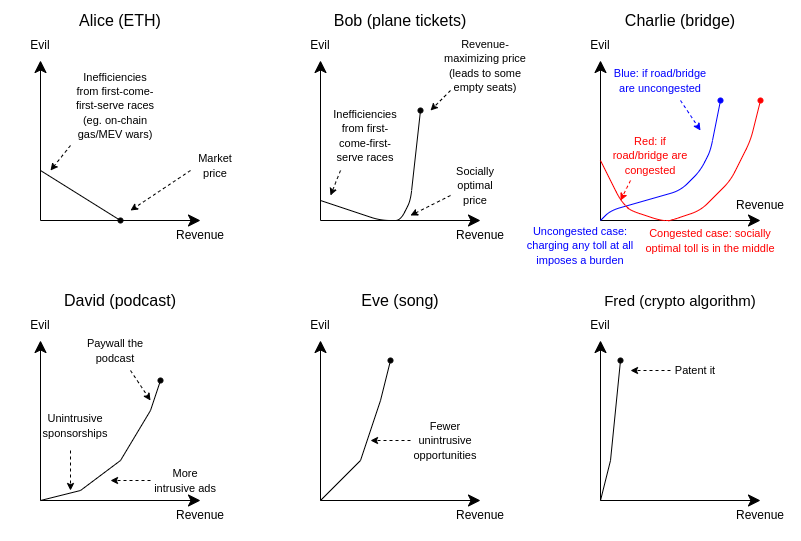 Alice (ETH)
Evil
Inefficiencies
from first-come-
first-serve races
(eg. on-chain
gas/MEV wars)
Market
price
Revenue
Bob (plane tickets)
Evil
Revenue-
maximizing price
(leads to some
empty seats)
Inefficiencies
from first-
come-first-
serve races
Socially
optimal
price
Revenue
Charlie (bridge)
Evil
Blue: if road/bridge
are uncongested
Red: if
road/bridge are
congested
Revenue
Uncongested case:
charging any toll at all
imposes a burden
Congested case: socially
optimal toll is in the middle
David (podcast)
Evil
Paywall the
podcast
Unintrusive
sponsorships
More
intrusive ads
Revenue
Eve (song)
Evil
Fewer
unintrusive
opportunities
Revenue
Fred (crypto algorithm)
Evil
Patent it
Revenue